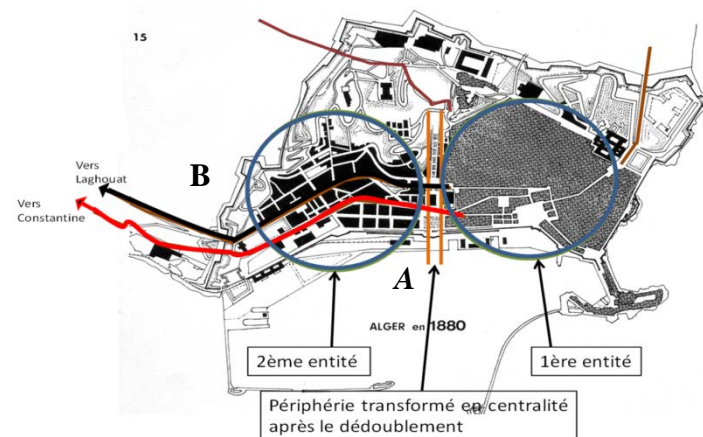 15
Vers
Laghouat
B
Vers
Constantine
A
ALGER en 1880
2ème entité
1ère entité
Périphérie transformé en centralité
après le dédoublement